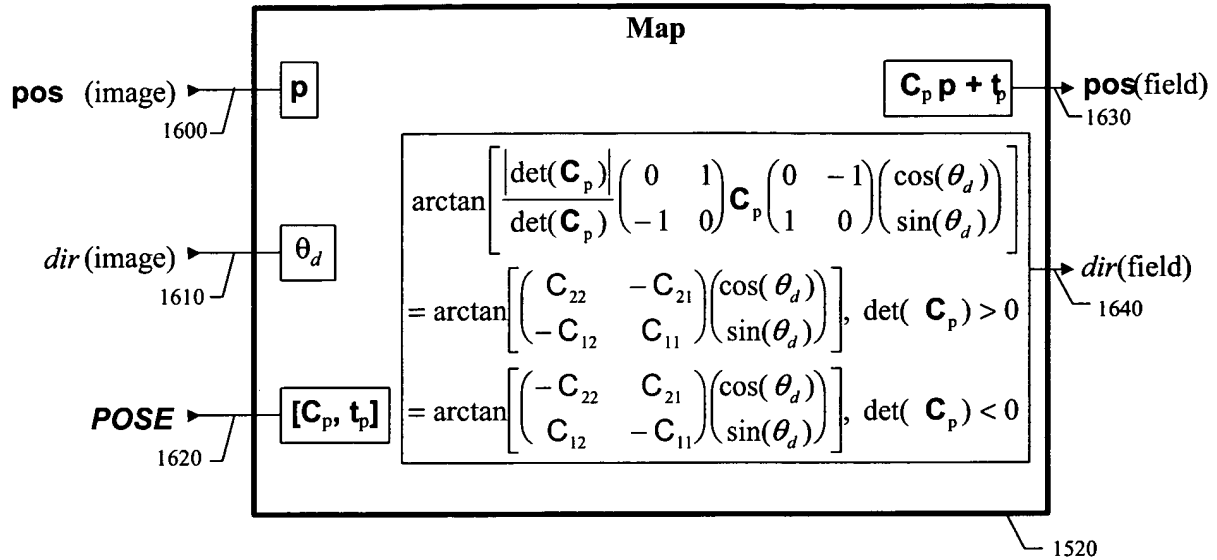 Map
pos (image)
1600
p
C_p p + t_p
pos(field)
1630
arctan[ |det(C_p)| / det(C_p) ( 0 1 ; -1 0 ) C_p ( 0 -1 ; 1 0 ) ( cos(θ_d) ; sin(θ_d) ) ]
dir (image)
1610
θ_d
= arctan[ ( C_22 -C_21 ; -C_12 C_11 ) ( cos(θ_d) ; sin(θ_d) ) ], det( C_p) > 0
dir(field)
1640
POSE
1620
[C_p, t_p]
= arctan[ ( -C_22 C_21 ; C_12 -C_11 ) ( cos(θ_d) ; sin(θ_d) ) ], det( C_p) < 0
1520